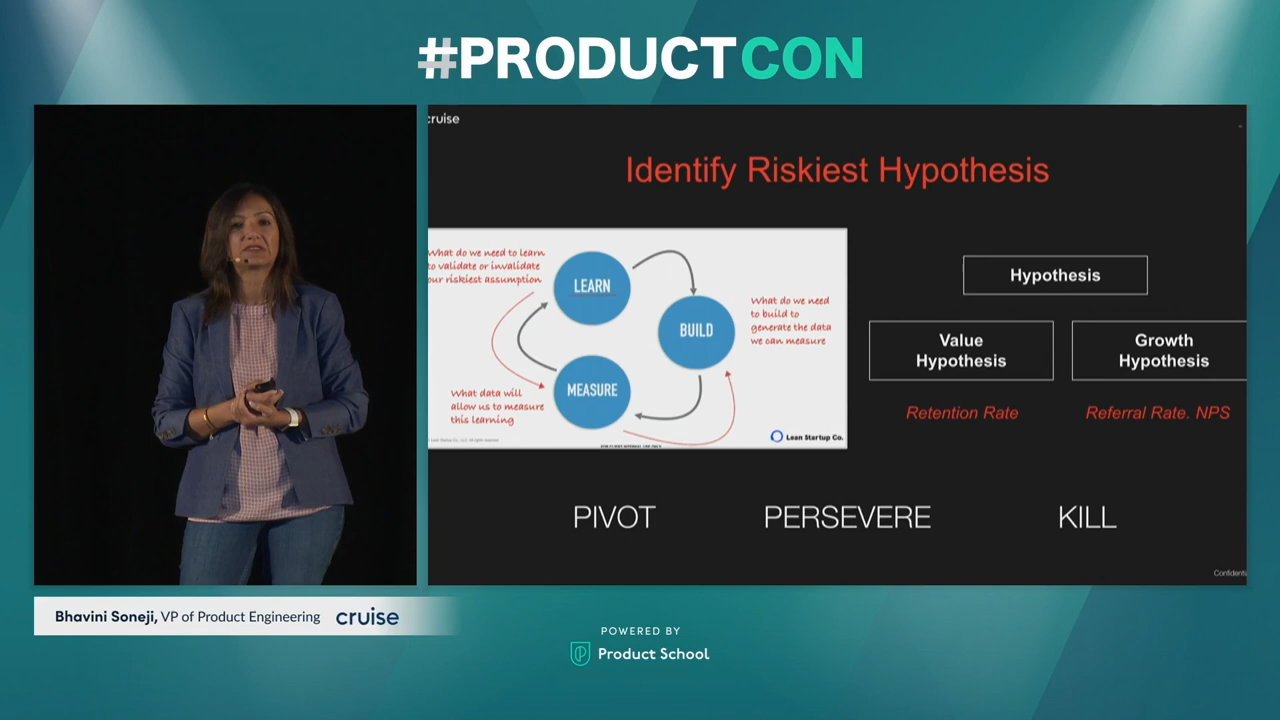 #PRODUCTCON
cruise
Identify Riskiest Hypothesis
What do we need to learn
to validate or invalidate
our riskiest assumption
LEARN
BUILD
What do we need
to build to
generate the data
we can measure
MEASURE
What data will
allow us to measure
this learning
Lean Startup Co.
Hypothesis
Value
Hypothesis
Growth
Hypothesis
Retention Rate
Referral Rate. NPS
PIVOT PERSEVERE KILL
Confidenti
Bhavini Soneji, VP of Product Engineering cruise
POWERED BY
Product School